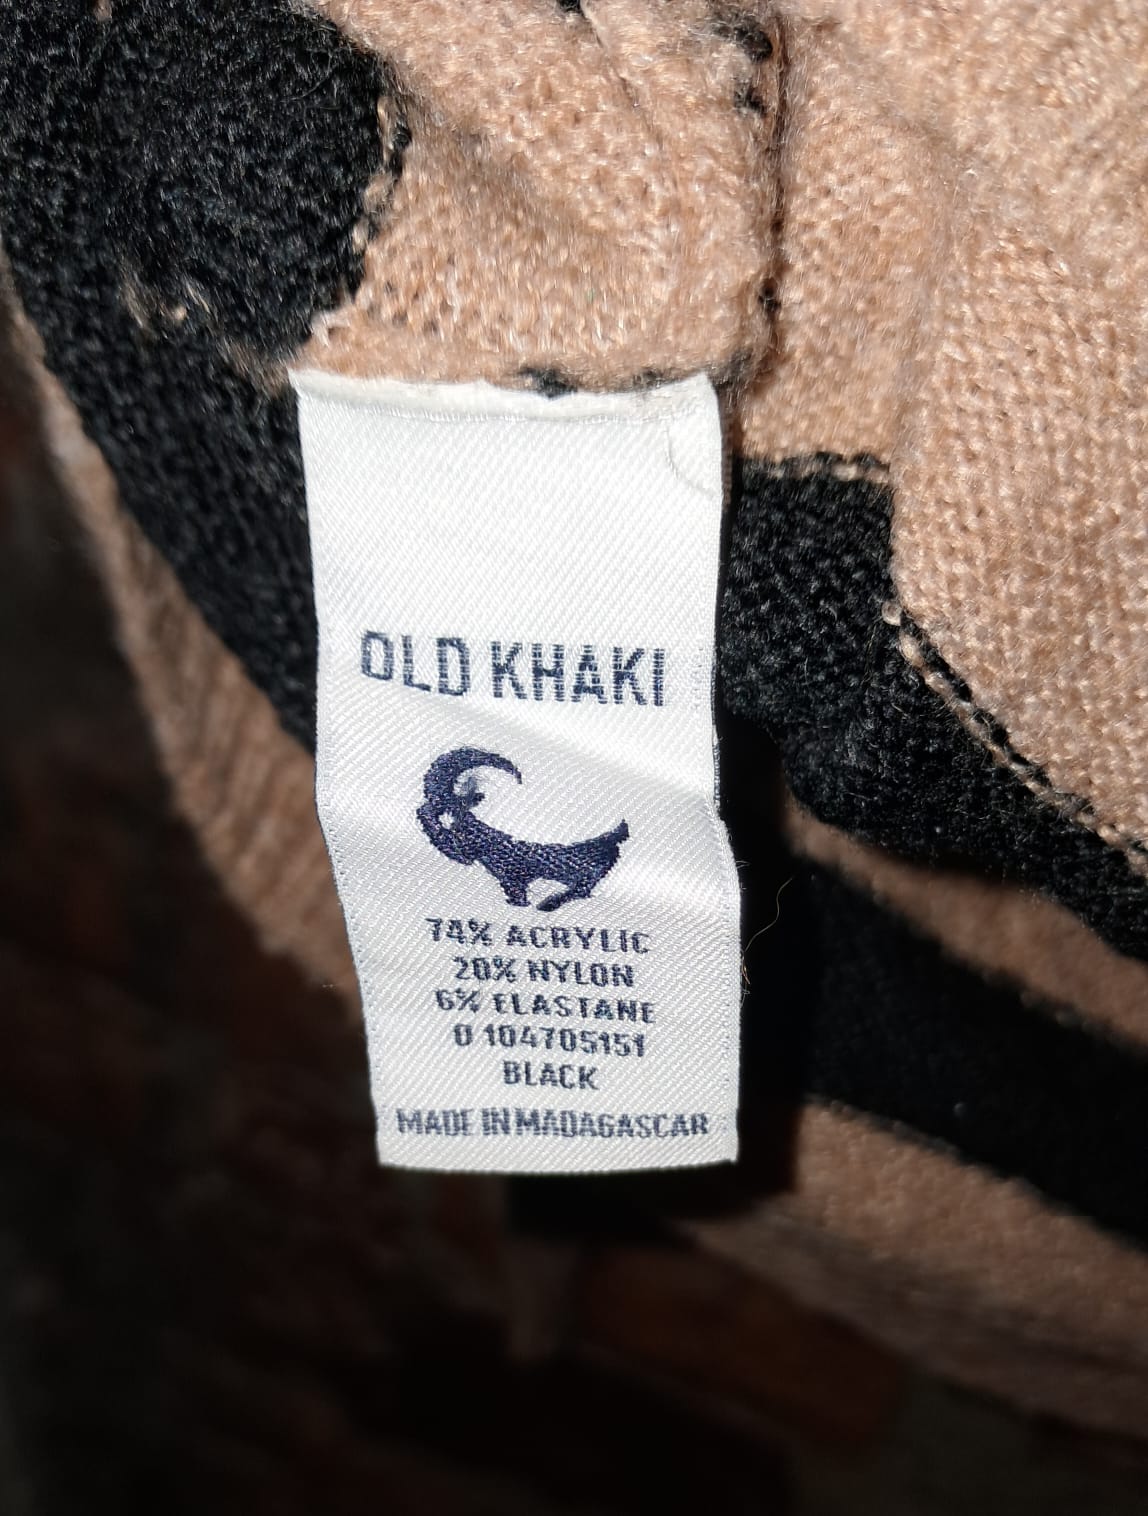 OLD KHAKI
74% ACRYLIC
20% NYLON
6% ELASTANE
0 104705151
BLACK
MADE IN MADAGASCAR